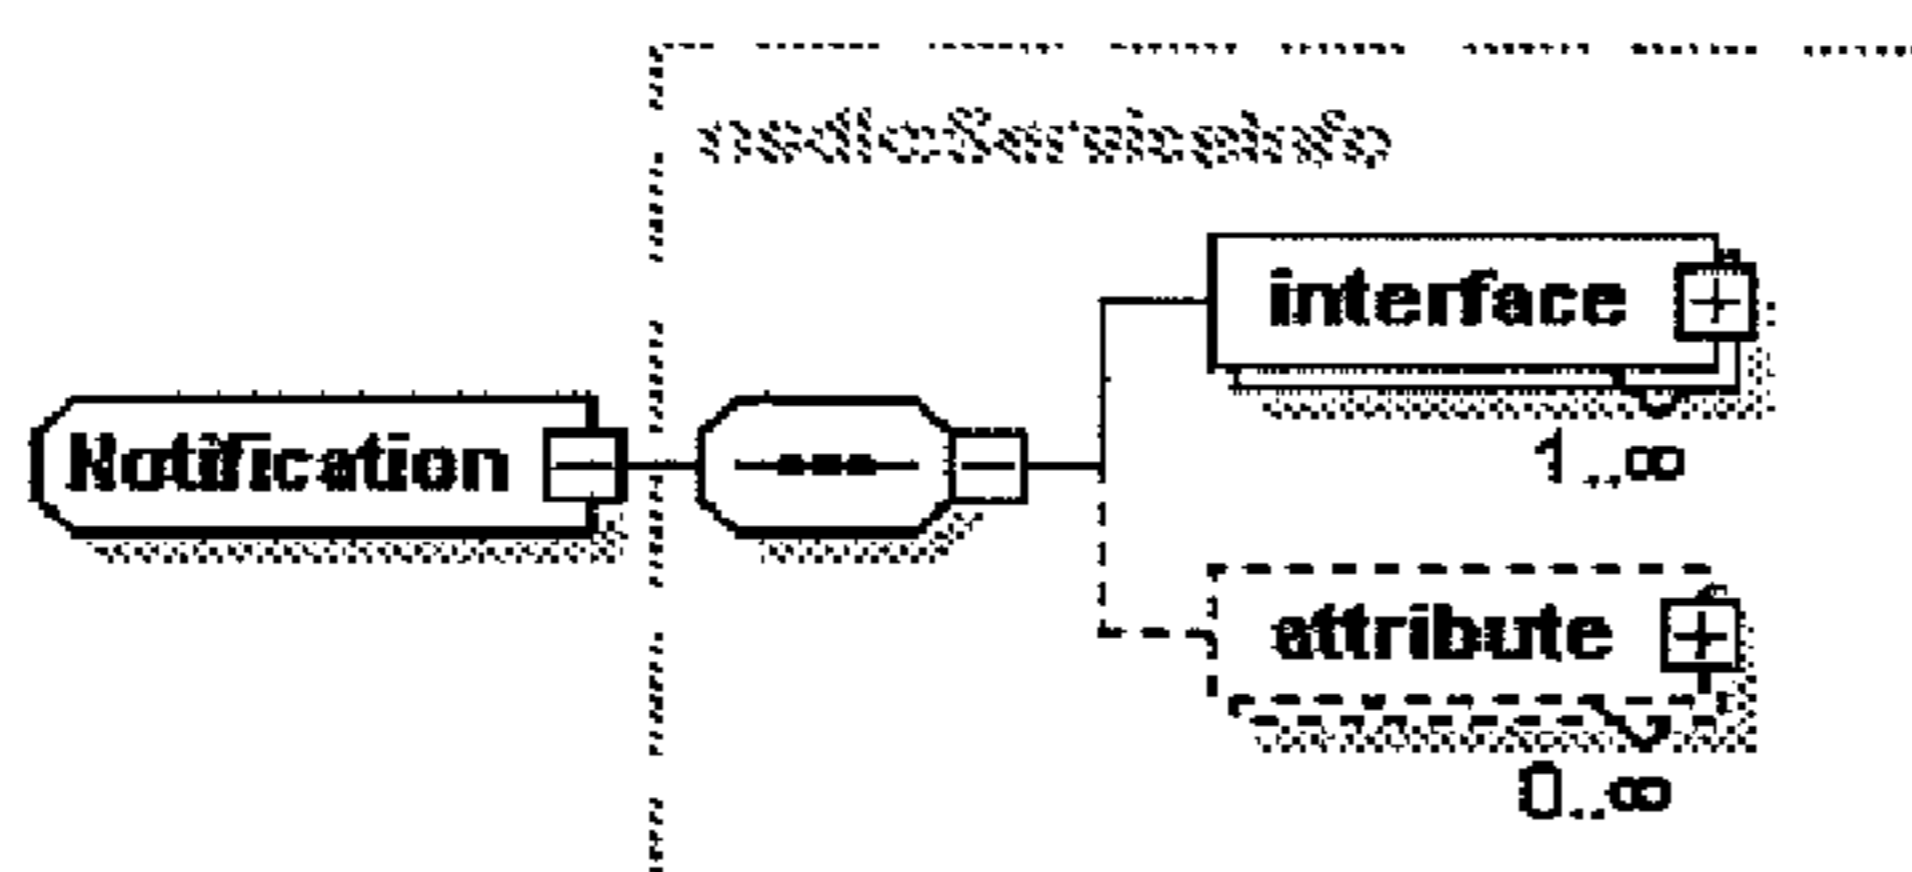 Notification
interface
1..∞
attribute
0..∞